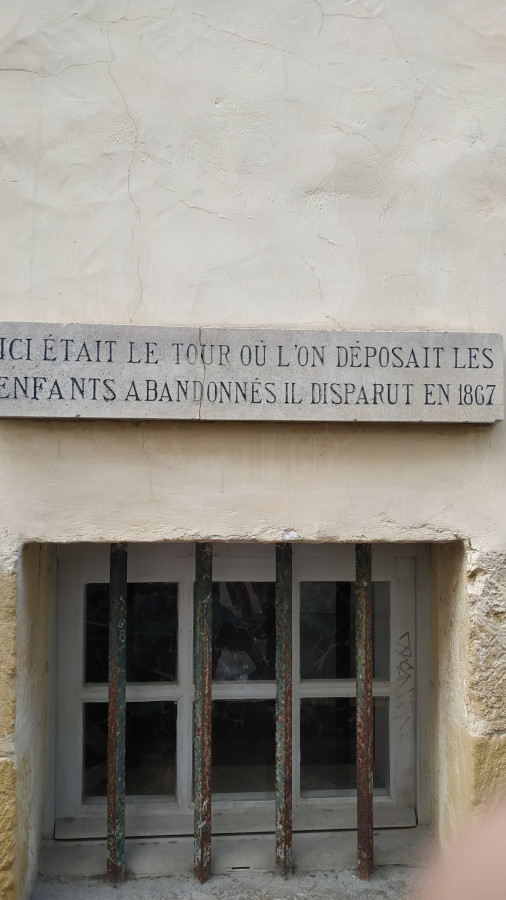 ICI ÉTAIT LE TOUR OÙ L'ON DÉPOSAIT LES
ENFANTS ABANDONNÉS IL DISPARUT EN 1867